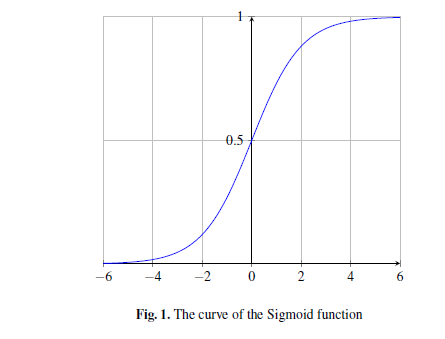 1
0.5
−6 −4 −2 0 2 4 6
Fig. 1. The curve of the Sigmoid function